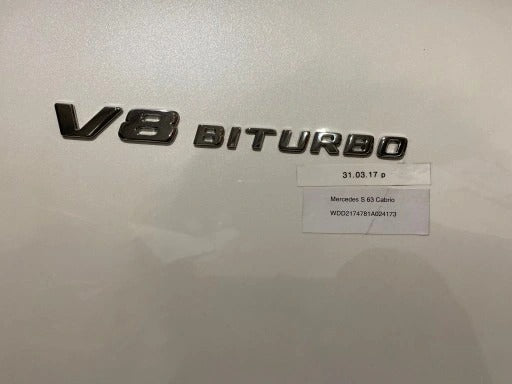 V8 BITURBO
31.03.17 p
Mercedes S 63 Cabrio
WDD2174781A024173